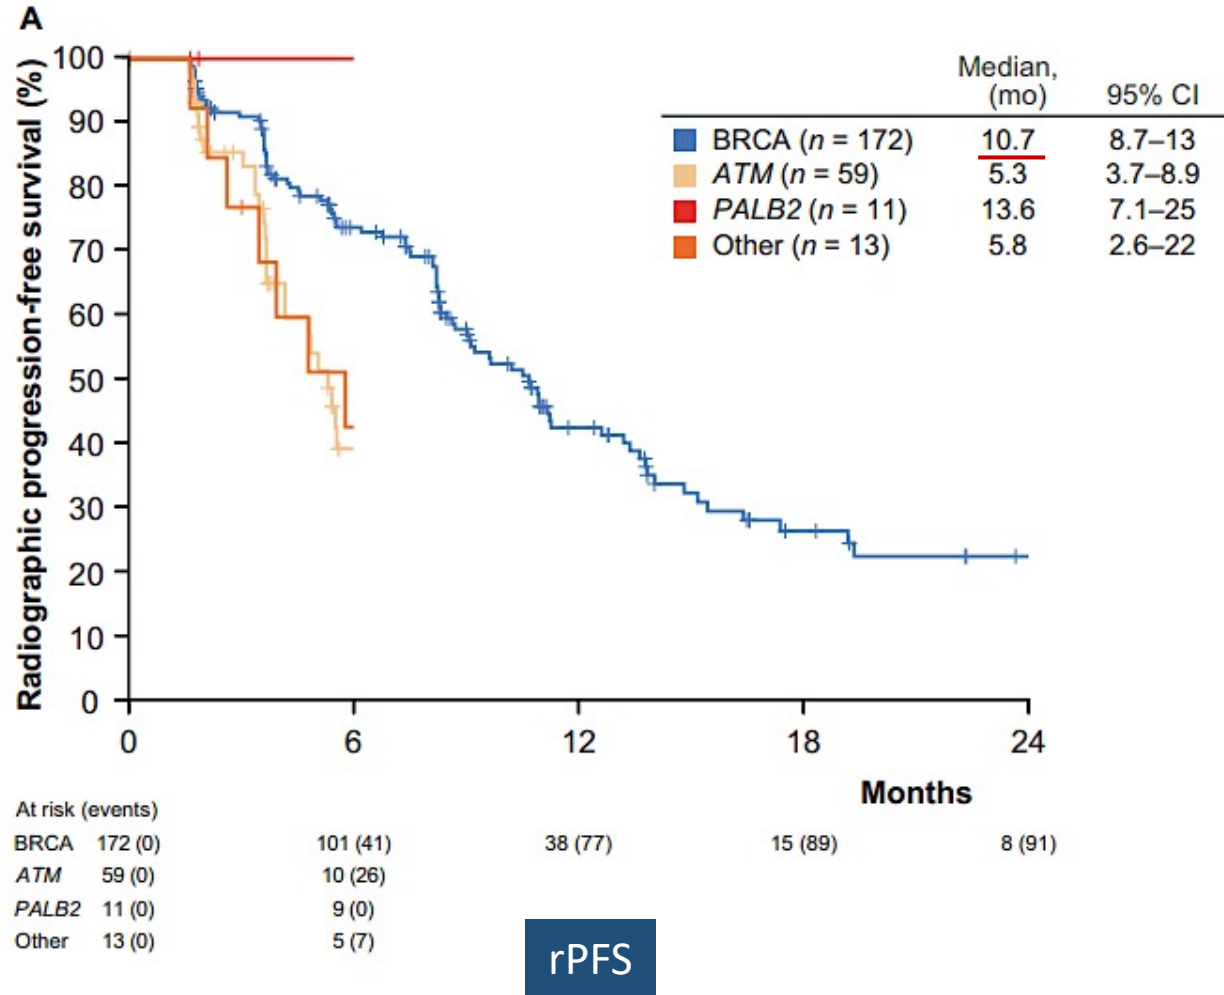 A
Radiographic progression-free survival (%)
100
90
80
70
60
50
40
30
20
10
0
0 6 12 18 24
Months
Median, (mo) 95% CI
BRCA (n = 172) 10.7 8.7–13
ATM (n = 59) 5.3 3.7–8.9
PALB2 (n = 11) 13.6 7.1–25
Other (n = 13) 5.8 2.6–22
At risk (events)
BRCA 172 (0) 101 (41) 38 (77) 15 (89) 8 (91)
ATM 59 (0) 10 (26)
PALB2 11 (0) 9 (0)
Other 13 (0) 5 (7)
rPFS